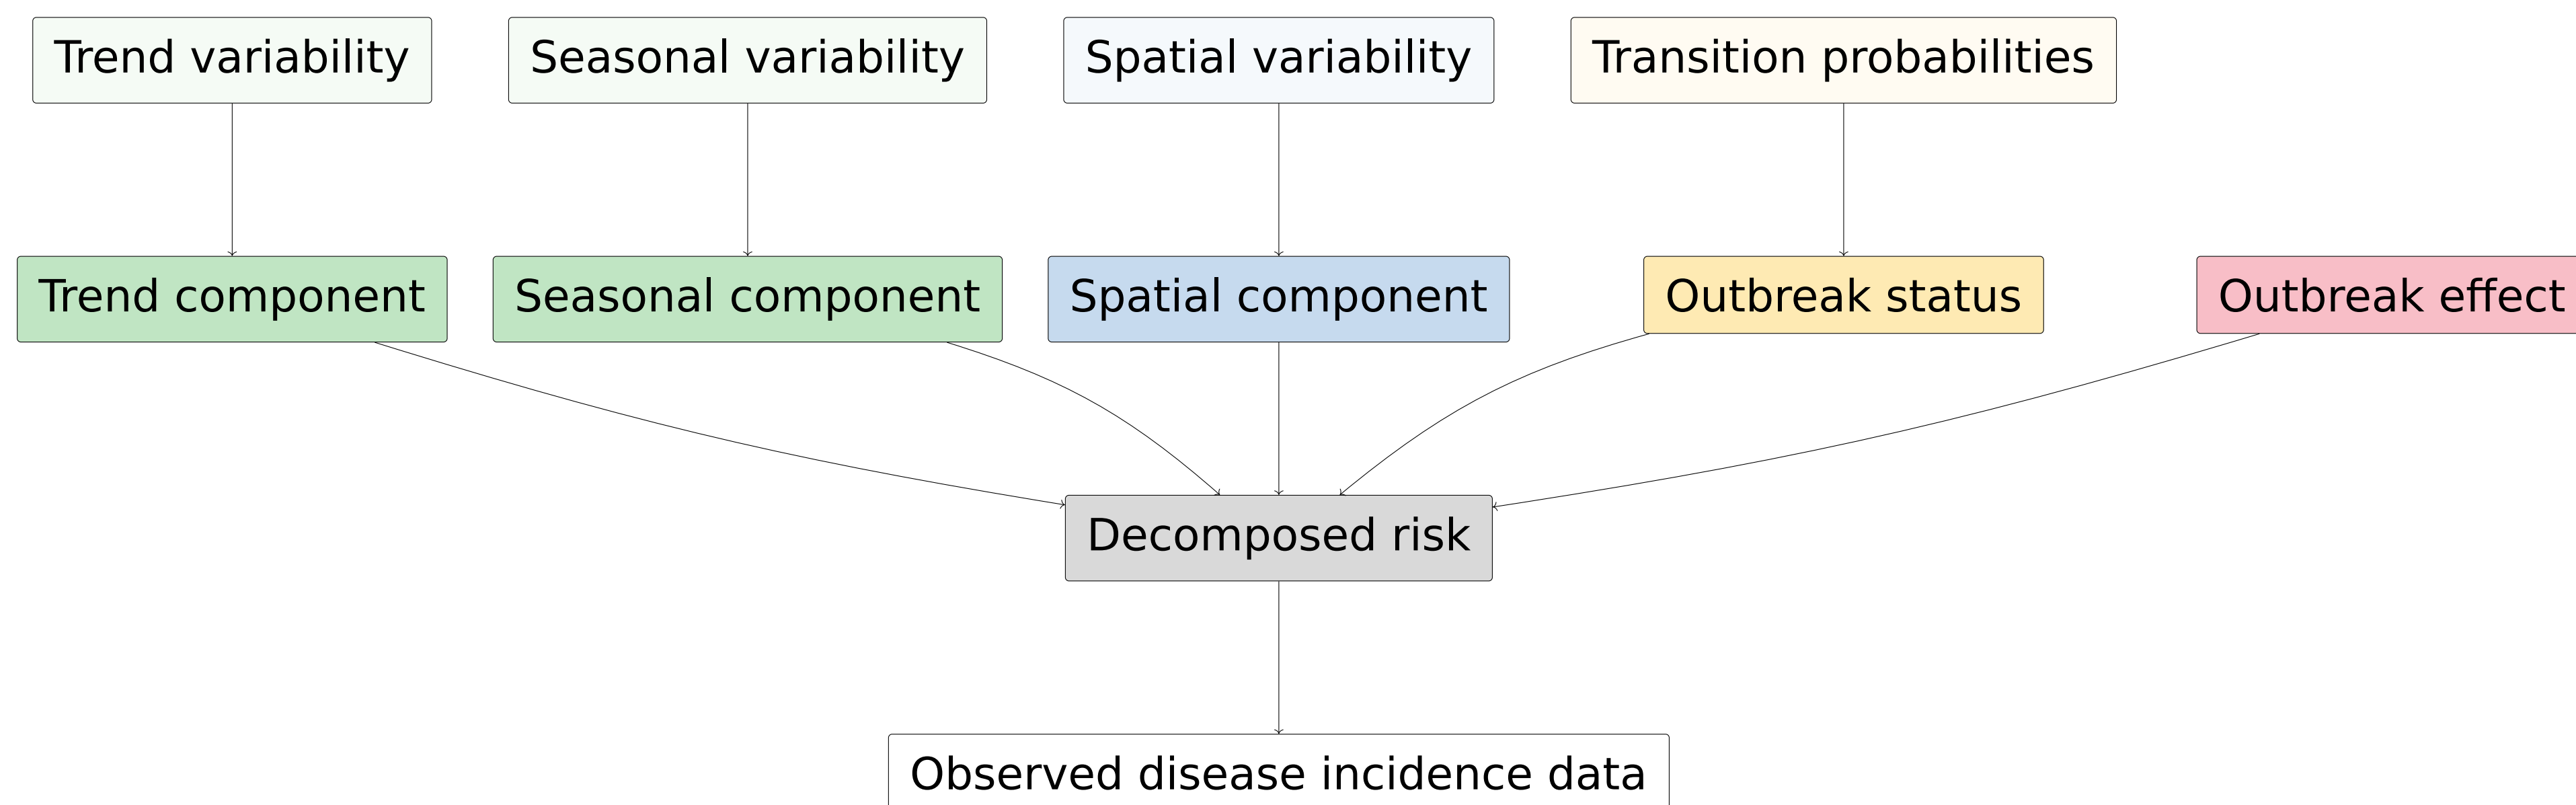 Trend variability
Seasonal variability
Spatial variability
Transition probabilities
Trend component
Seasonal component
Spatial component
Outbreak status
Outbreak effect
Decomposed risk
Observed disease incidence data